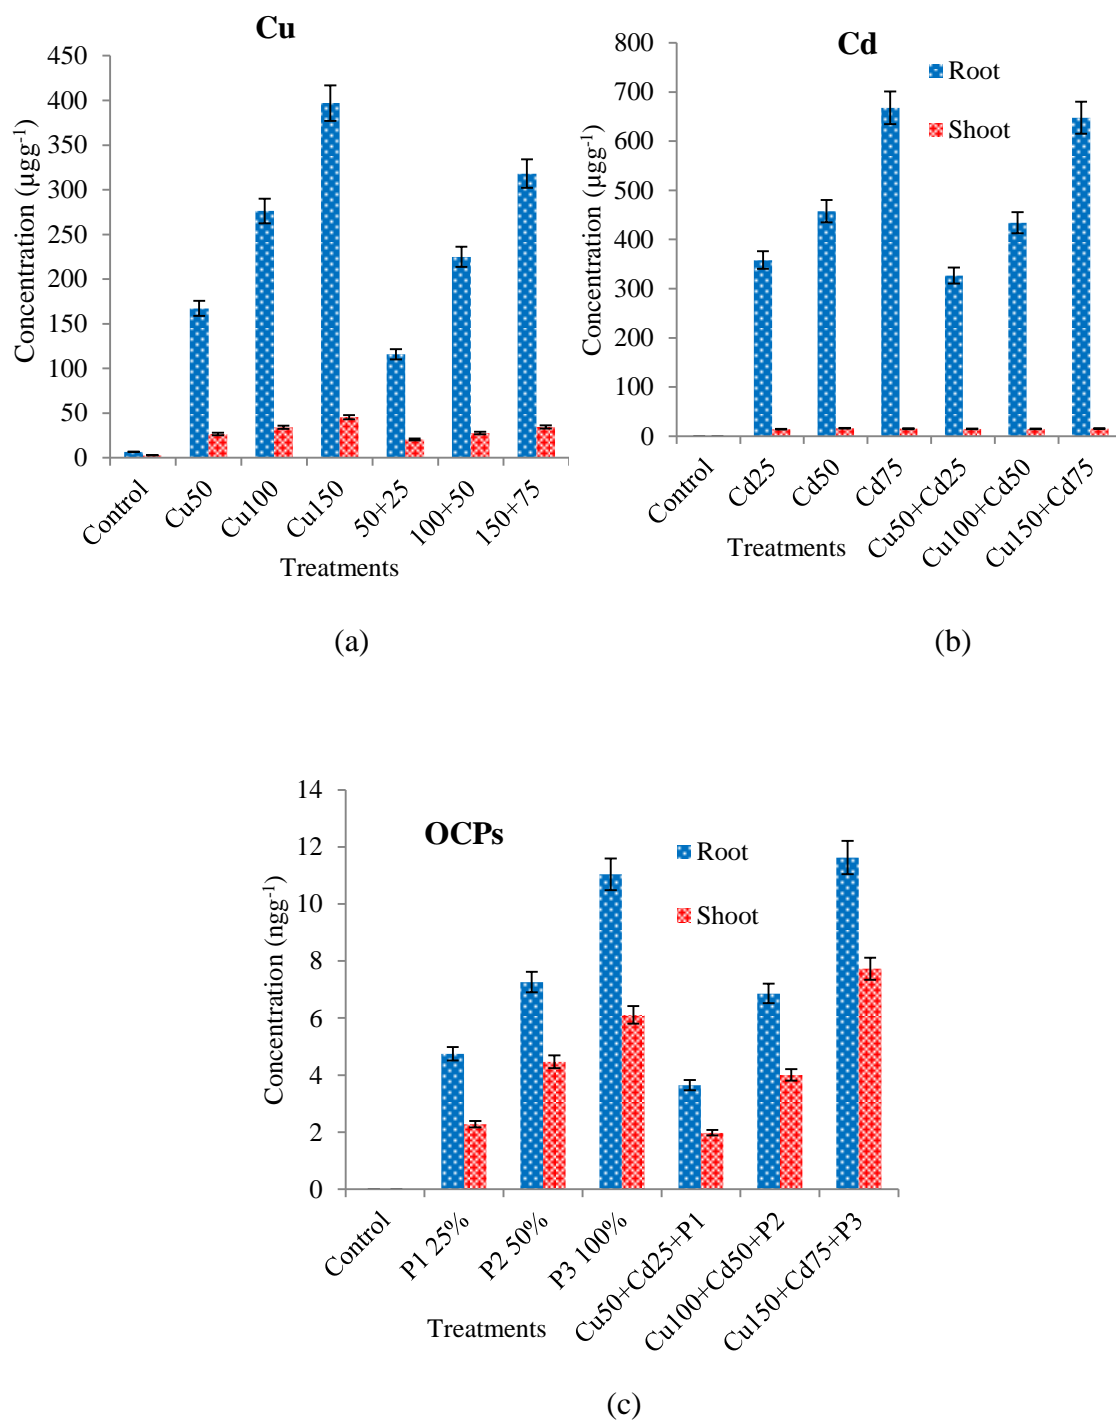 Cu
450
400
350
300
250
200
150
100
50
0
Concentration (µgg-1)
Control
Cu50
Cu100
Cu150
50+25
100+50
150+75
Treatments
(a)
Cd
800
700
600
500
400
300
200
100
0
Concentration (µgg-1)
Root
Shoot
Control
Cd25
Cd50
Cd75
Cu50+Cd25
Cu100+Cd50
Cu150+Cd75
Treatments
(b)
OCPs
14
12
10
8
6
4
2
0
Concentration (ngg-1)
Root
Shoot
Control
P1 25%
P2 50%
P3 100%
Cu50+Cd25+P1
Cu100+Cd50+P2
Cu150+Cd75+P3
Treatments
(c)